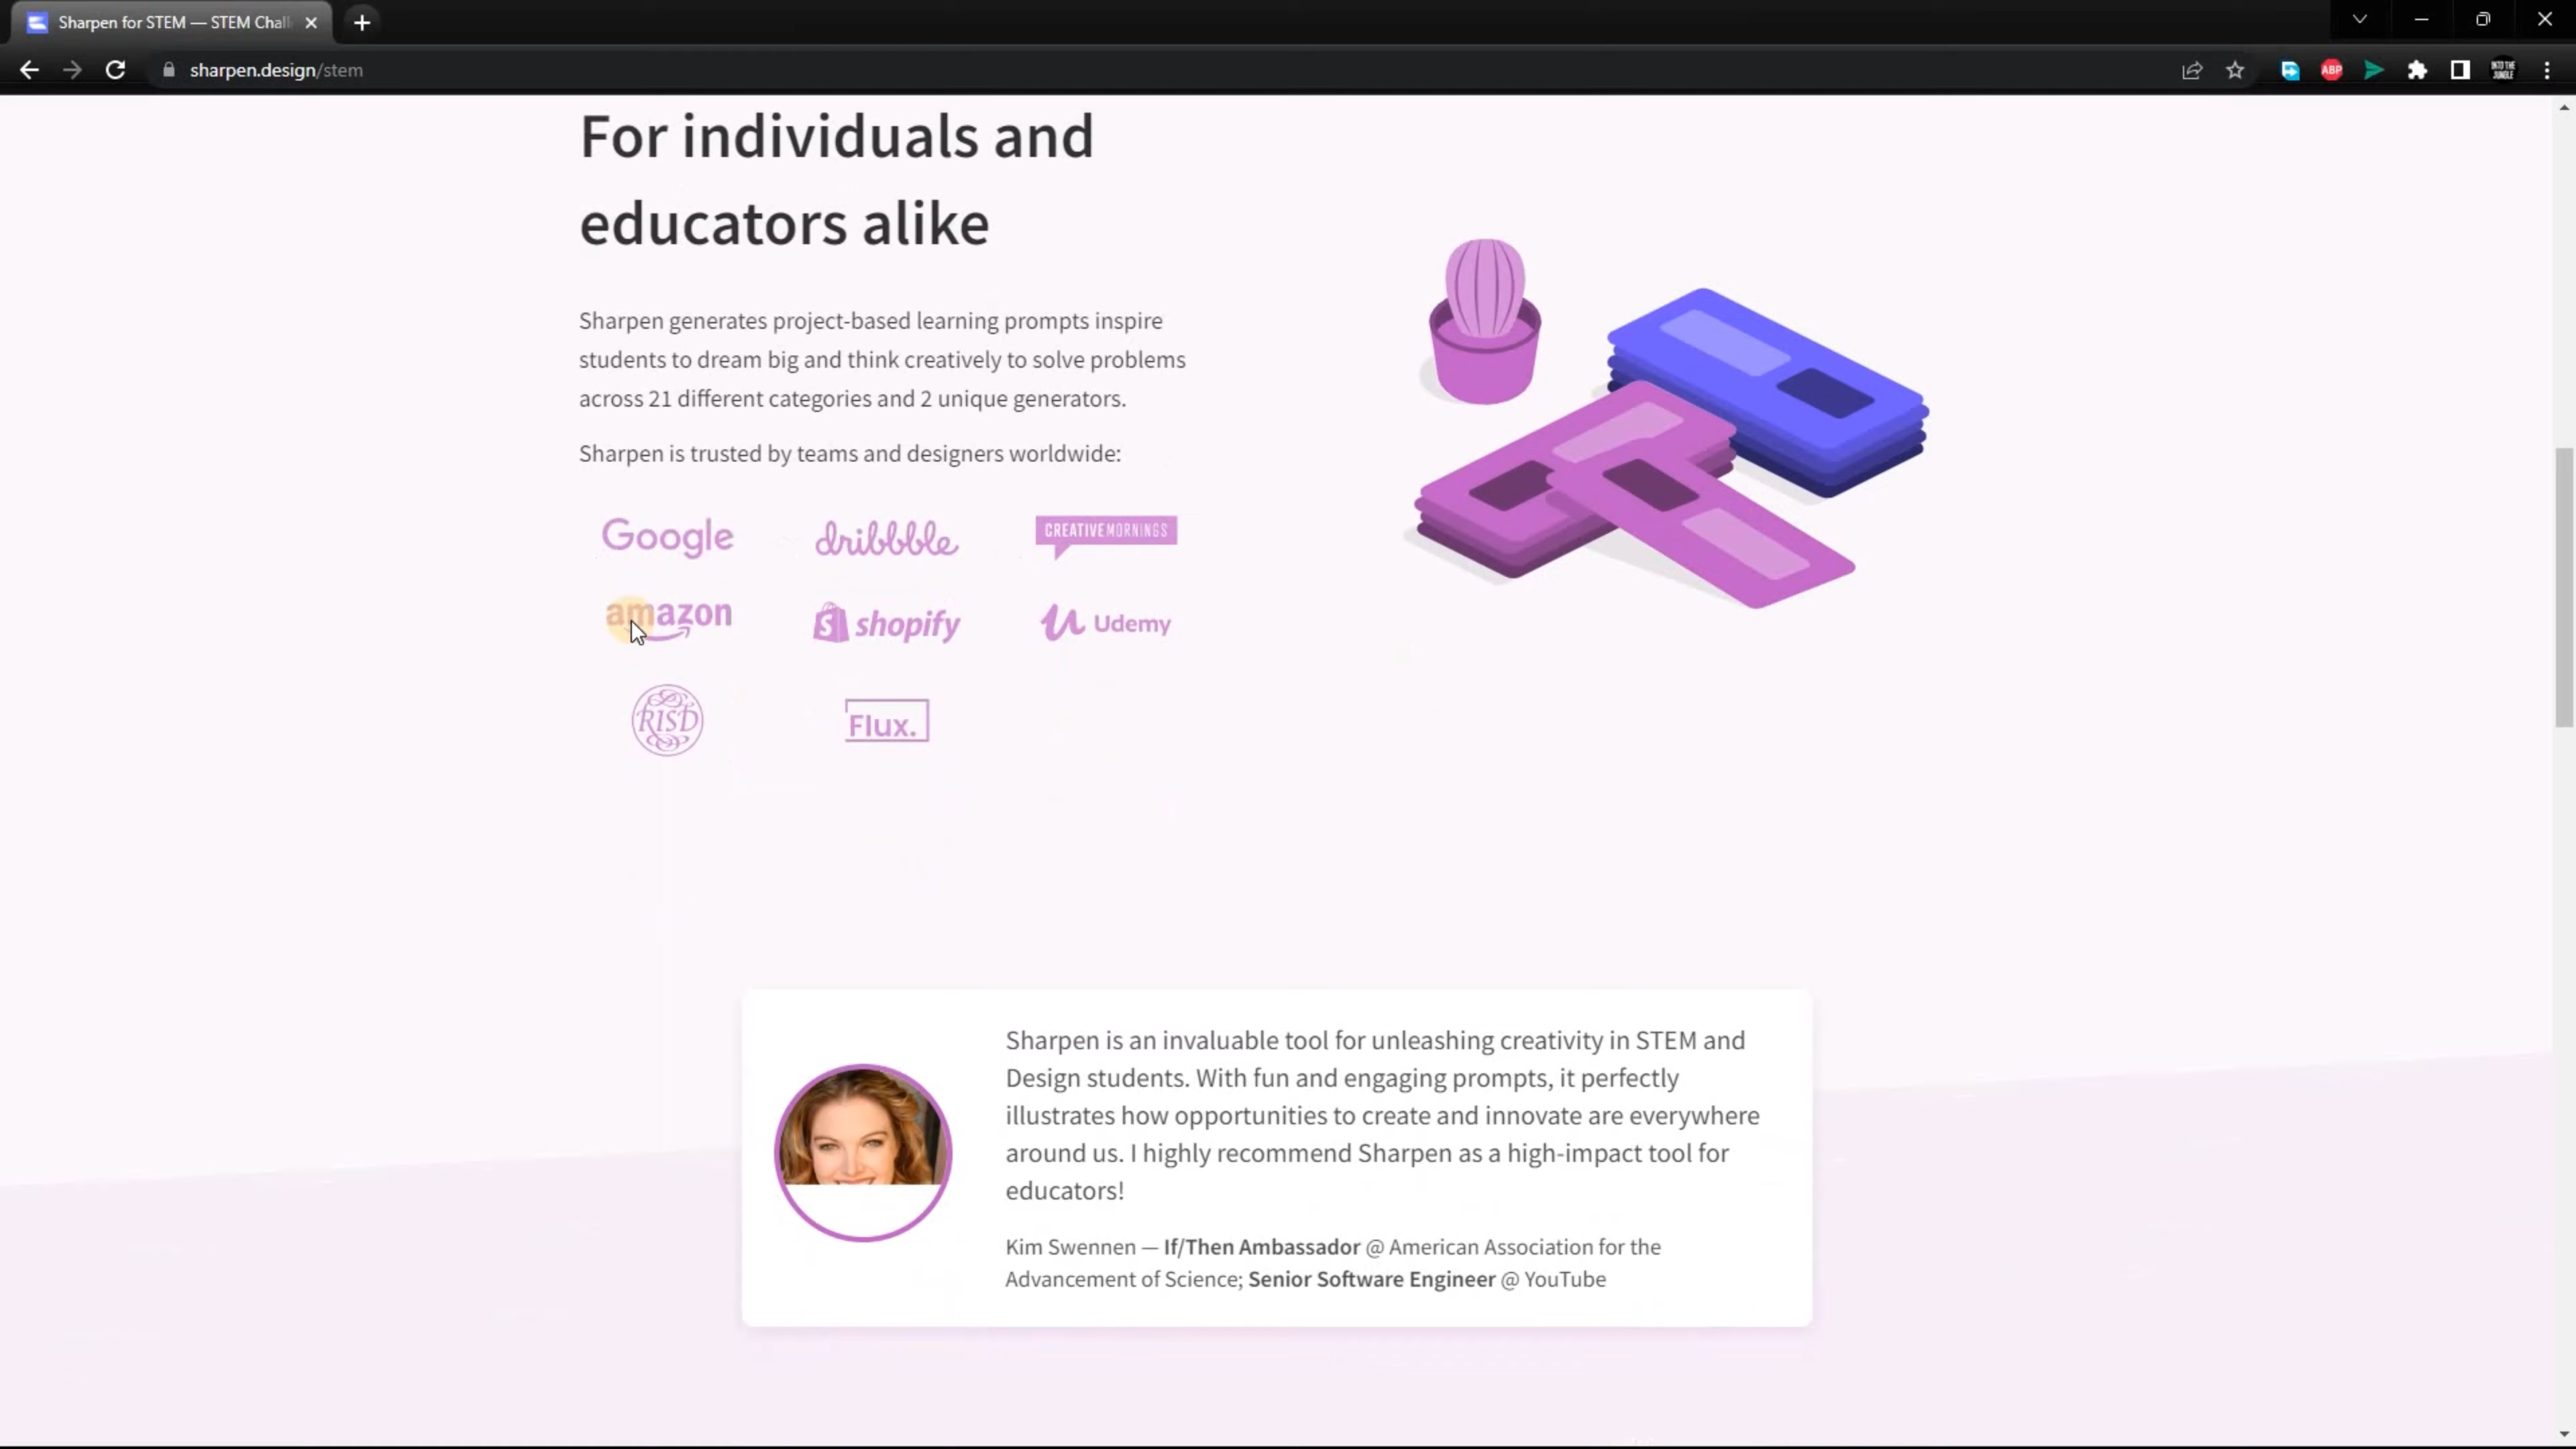 Sharpen for STEM — STEM Chall
sharpen.design/stem
ABP
INTO THE
JUNGLE
For individuals and
educators alike
Sharpen generates project-based learning prompts inspire
students to dream big and think creatively to solve problems
across 21 different categories and 2 unique generators.
Sharpen is trusted by teams and designers worldwide:
Google dribbble CREATIVEMORNINGS
amazon shopify Udemy
RISD Flux.
Sharpen is an invaluable tool for unleashing creativity in STEM and
Design students. With fun and engaging prompts, it perfectly
illustrates how opportunities to create and innovate are everywhere
around us. I highly recommend Sharpen as a high-impact tool for
educators!
Kim Swennen — If/Then Ambassador @ American Association for the
Advancement of Science; Senior Software Engineer @ YouTube